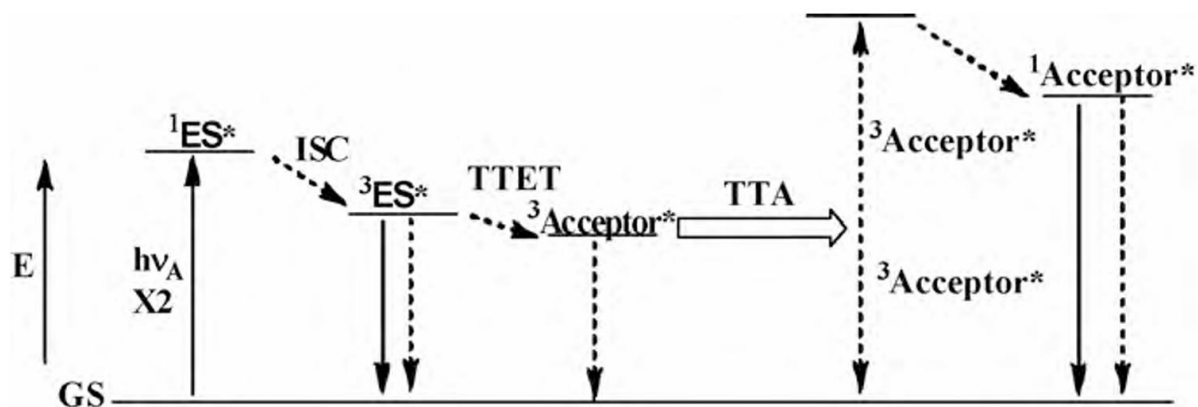 ¹Acceptor*
¹ES*
ISC
³Acceptor*
³ES*
TTET
³Acceptor*
TTA
E
hνA
X2
³Acceptor*
GS